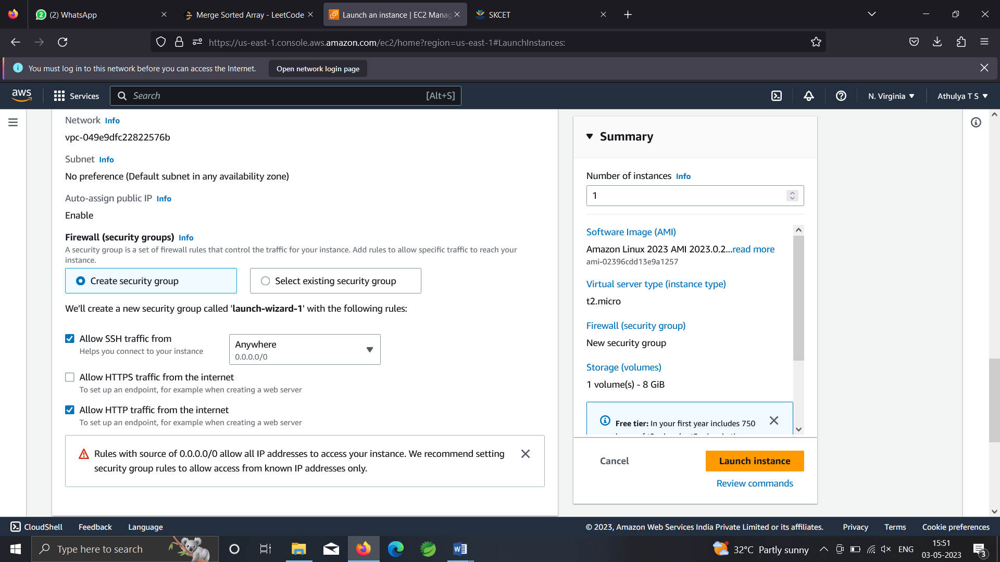 (2) WhatsApp
Merge Sorted Array - LeetCode
Launch an instance | EC2 Manag
SKCET
https://us-east-1.console.aws.amazon.com/ec2/home?region=us-east-1#LaunchInstances:
You must log in to this network before you can access the Internet.
Open network login page
aws
Services
Search
[Alt+S]
N. Virginia
Athulya T S
Network Info
vpc-049e9dfc22822576b
Subnet Info
No preference (Default subnet in any availability zone)
Auto-assign public IP Info
Enable
Firewall (security groups) Info
A security group is a set of firewall rules that control the traffic for your instance. Add rules to allow specific traffic to reach your
instance.
Create security group
Select existing security group
We'll create a new security group called 'launch-wizard-1' with the following rules:
Allow SSH traffic from
Helps you connect to your instance
Anywhere
0.0.0.0/0
Allow HTTPS traffic from the internet
To set up an endpoint, for example when creating a web server
Allow HTTP traffic from the internet
To set up an endpoint, for example when creating a web server
Rules with source of 0.0.0.0/0 allow all IP addresses to access your instance. We recommend setting
security group rules to allow access from known IP addresses only.
Summary
Number of instances Info
1
Software Image (AMI)
Amazon Linux 2023 AMI 2023.0.2...read more
ami-02396cdd13e9a1257
Virtual server type (instance type)
t2.micro
Firewall (security group)
New security group
Storage (volumes)
1 volume(s) - 8 GiB
Free tier: In your first year includes 750
Cancel
Launch instance
Review commands
CloudShell
Feedback
Language
© 2023, Amazon Web Services India Private Limited or its affiliates.
Privacy
Terms
Cookie preferences
Type here to search
32°C Partly sunny
ENG
15:51
03-05-2023
3